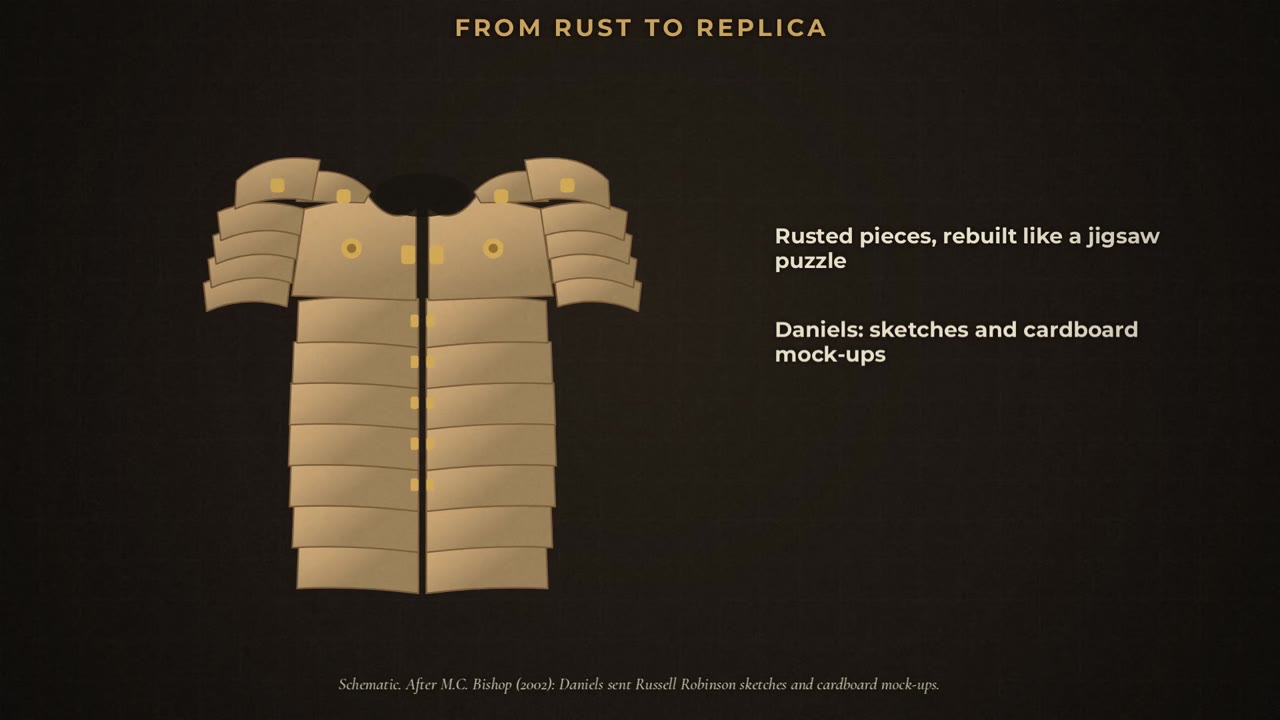 FROM RUST TO REPLICA
Rusted pieces, rebuilt like a jigsaw
puzzle
Daniels: sketches and cardboard
mock-ups
Schematic. After M.C. Bishop (2002): Daniels sent Russell Robinson sketches and cardboard mock-ups.